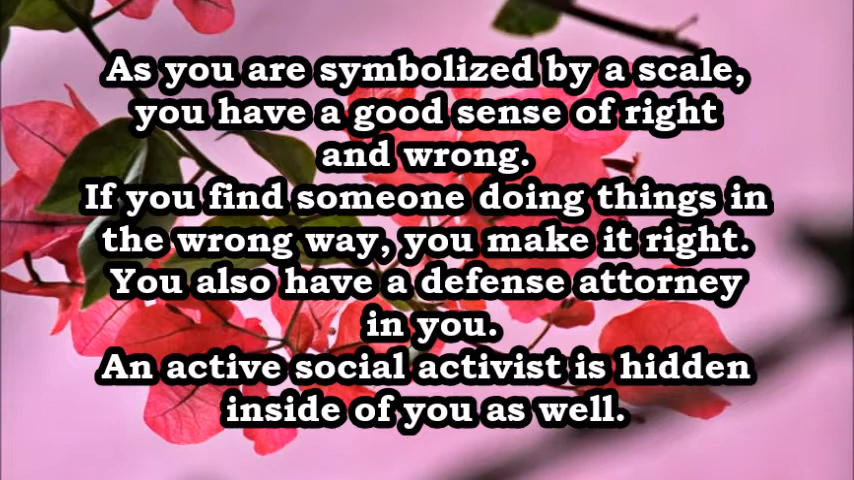 As you are symbolized by a scale,
you have a good sense of right
and wrong.
If you find someone doing things in
the wrong way, you make it right.
You also have a defense attorney
in you.
An active social activist is hidden
inside of you as well.